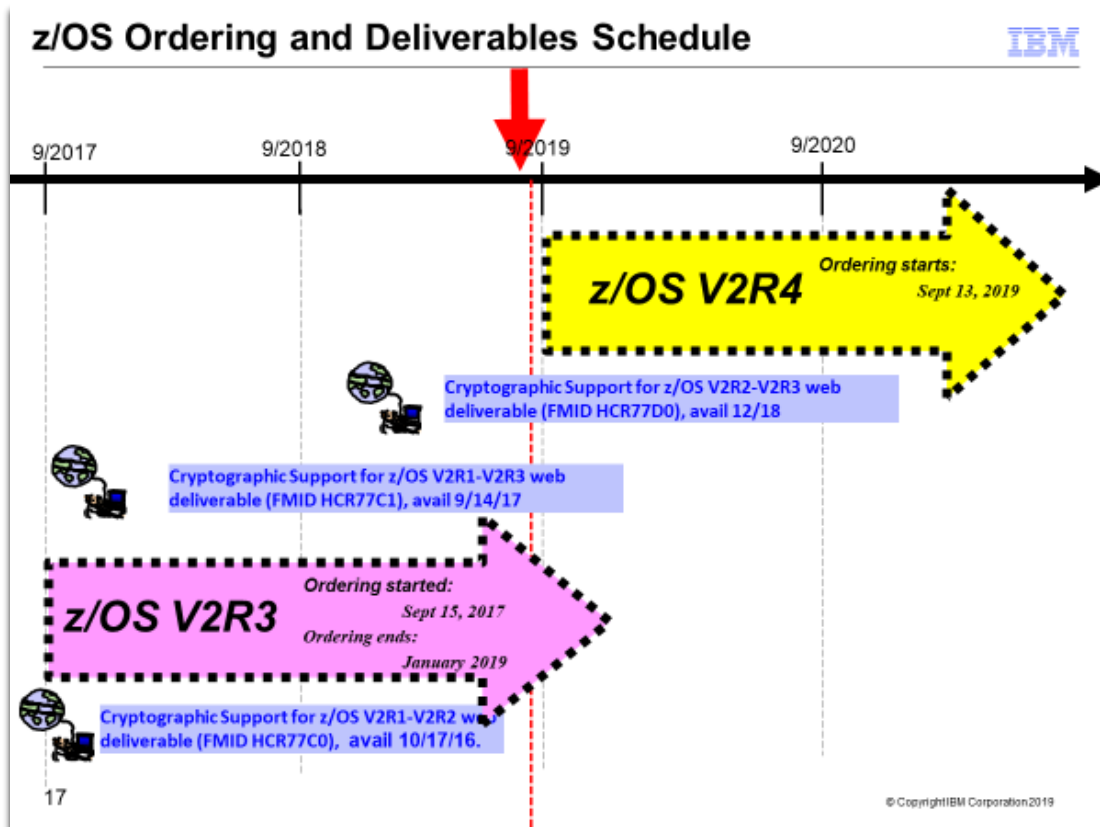 z/OS Ordering and Deliverables Schedule
IBM
9/2017
9/2018
9/2019
9/2020
z/OS V2R4
Ordering starts:
Sept 13, 2019
Cryptographic Support for z/OS V2R2-V2R3 web
deliverable (FMID HCR77D0), avail 12/18
Cryptographic Support for z/OS V2R1-V2R3 web
deliverable (FMID HCR77C1), avail 9/14/17
z/OS V2R3
Ordering started:
Sept 15, 2017
Ordering ends:
January 2019
Cryptographic Support for z/OS V2R1-V2R2 web
deliverable (FMID HCR77C0), avail 10/17/16.
17
© Copyright IBM Corporation 2019